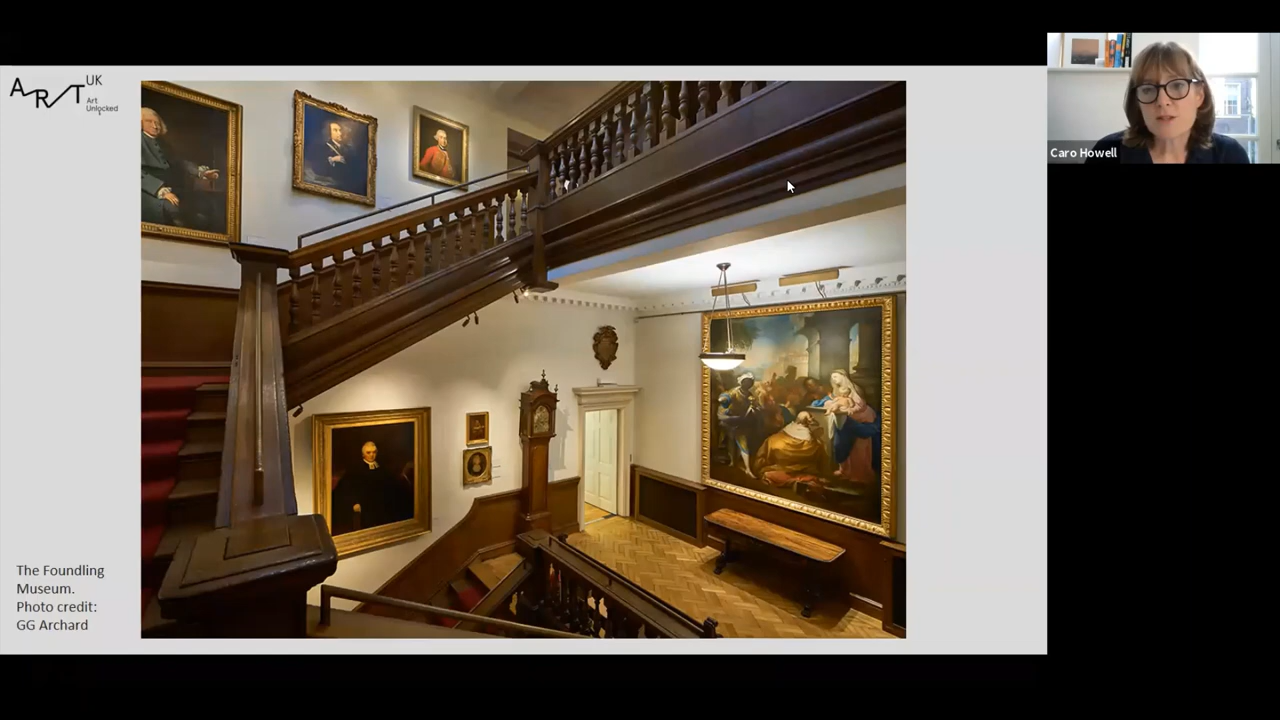 ART UK
Art
Unlocked
Caro Howell
The Foundling
Museum.
Photo credit:
GG Archard